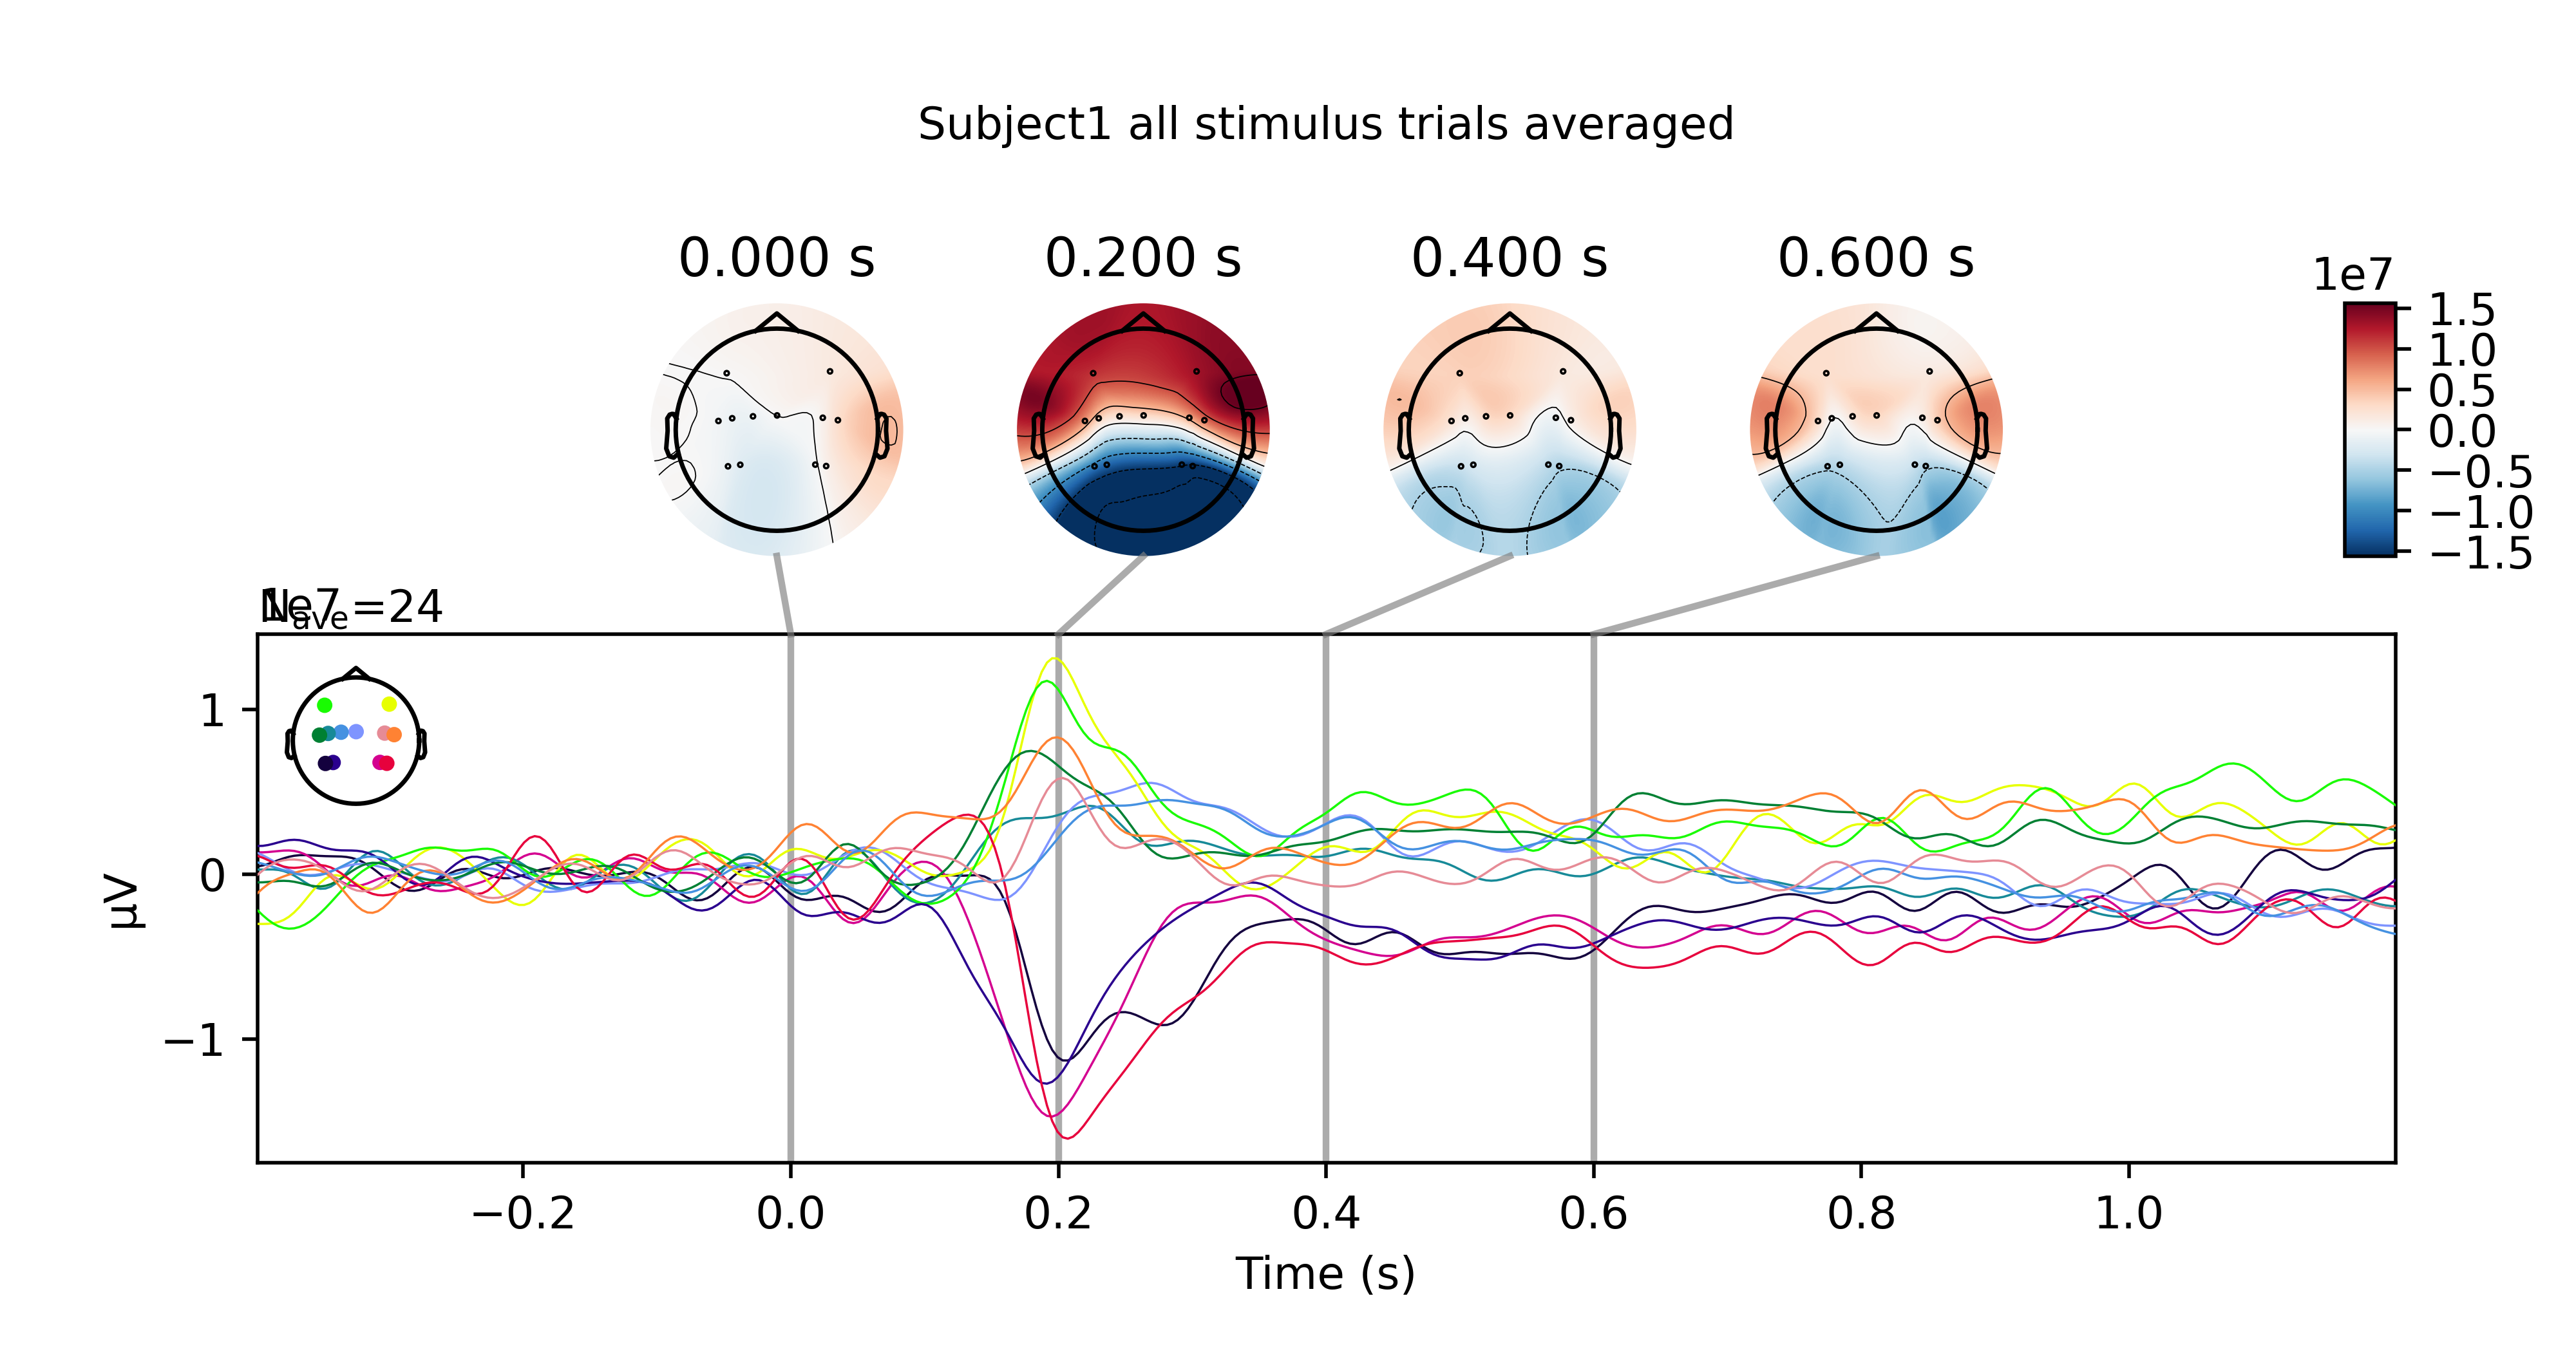 Subject1 all stimulus trials averaged
0.000 s 0.200 s 0.400 s 0.600 s
1e7
1.5
1.0
0.5
0.0
−0.5
−1.0
−1.5
1e7
Nave=24
1
0
−1
µV
−0.2 0.0 0.2 0.4 0.6 0.8 1.0
Time (s)